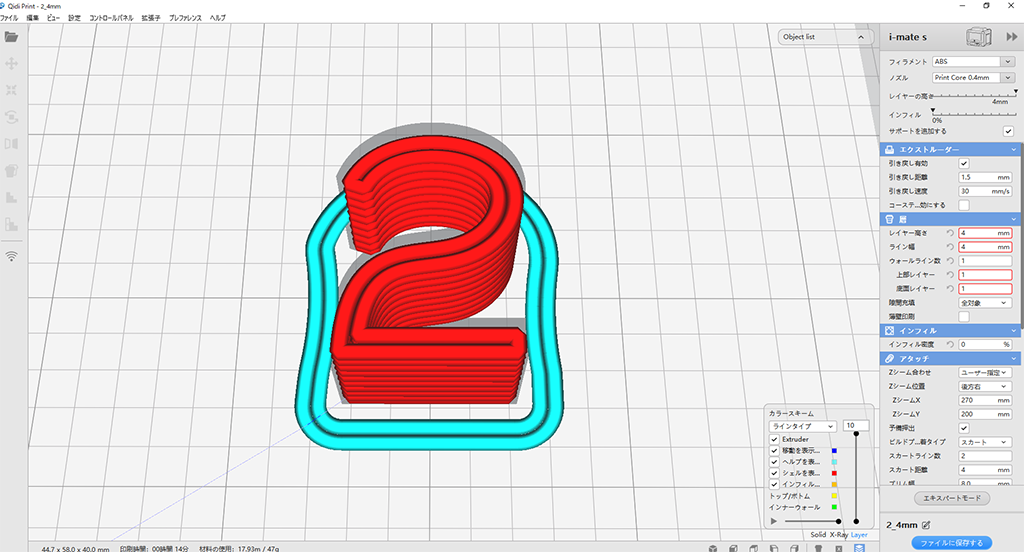 Qidi Print - 2_4mm
ファイル 編集 ビュー 設定 コントロールパネル 拡張子 プレファレンス ヘルプ
Object list
i-mate s
フィラメント ABS
ノズル Print Core 0.4mm
レイヤーの高さ
4mm
インフィル
0%
サポートを追加する
エクストルーダー
引き戻し有効
引き戻し距離 1.5 mm
引き戻し速度 30 mm/s
コーステ...効にする
層
レイヤー高さ 4 mm
ライン幅 4 mm
ウォールライン数 1
上部レイヤー 1
底面レイヤー 1
隙間充填 全対象
薄壁印刷
インフィル
インフィル密度 0 %
アタッチ
Zシーム合わせ ユーザー指定
Zシーム位置 後方右
ZシームX 270 mm
ZシームY 200 mm
予備押出
ビルドプ...着タイプ スカート
スカートライン数 2
スカート距離 4 mm
ブリム幅 8.0 mm
エキスパートモード
2_4mm
ファイルに保存する
カラースキーム
ラインタイプ 10
Extruder
移動を表示...
ヘルプを表...
シェルを表...
インフィル...
トップ/ボトム
インナーウォール
Solid X-Ray Layer
44.7 x 58.0 x 40.0 mm 印刷時間: 00時間 14分 材料の使用: 17.93m / 47g